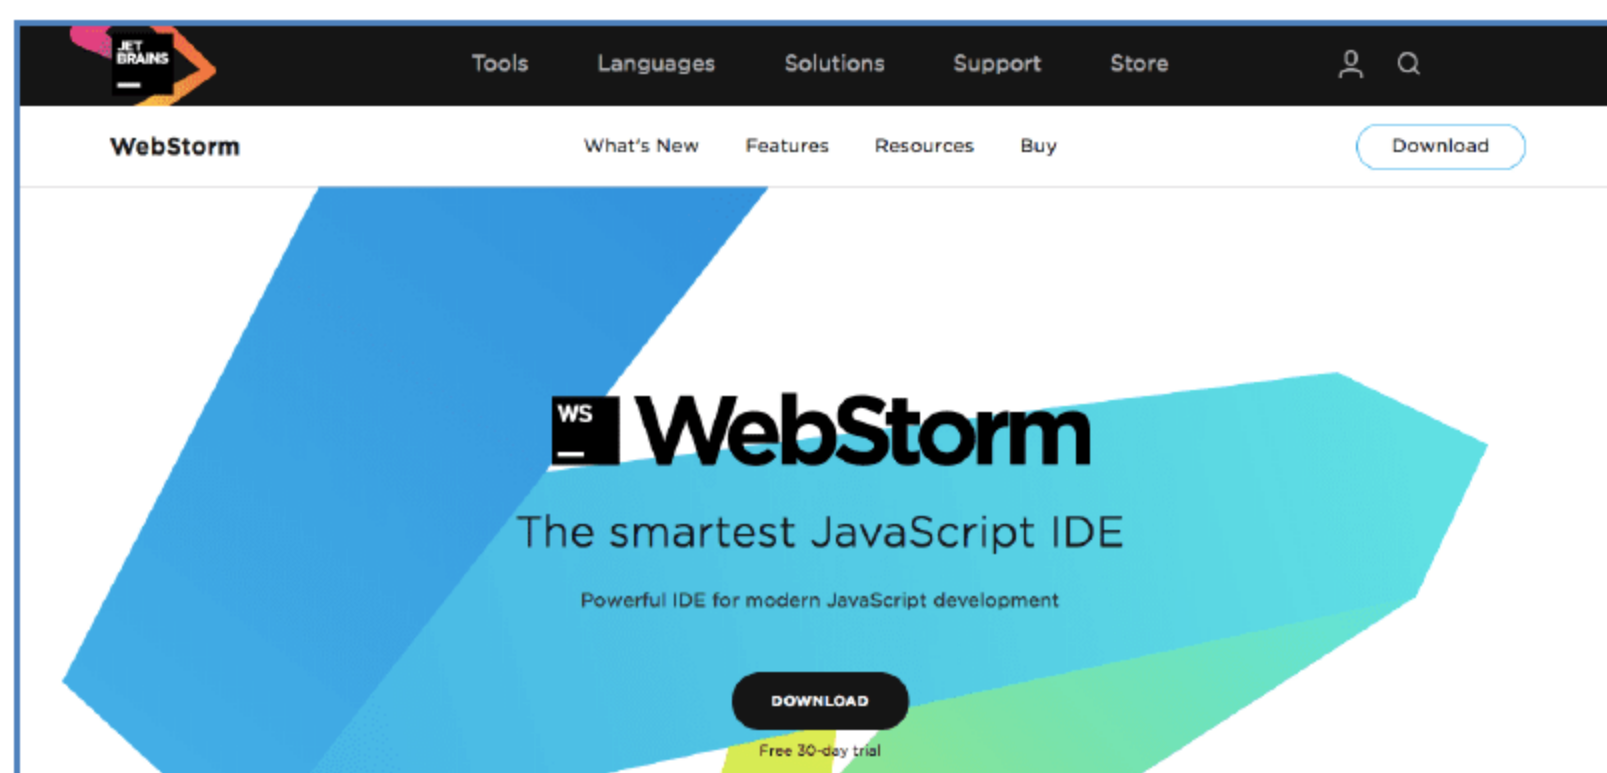 JET
BRAINS
Tools Languages Solutions Support Store
WebStorm What's New Features Resources Buy Download
WS WebStorm
The smartest JavaScript IDE
Powerful IDE for modern JavaScript development
DOWNLOAD
Free 30-day trial